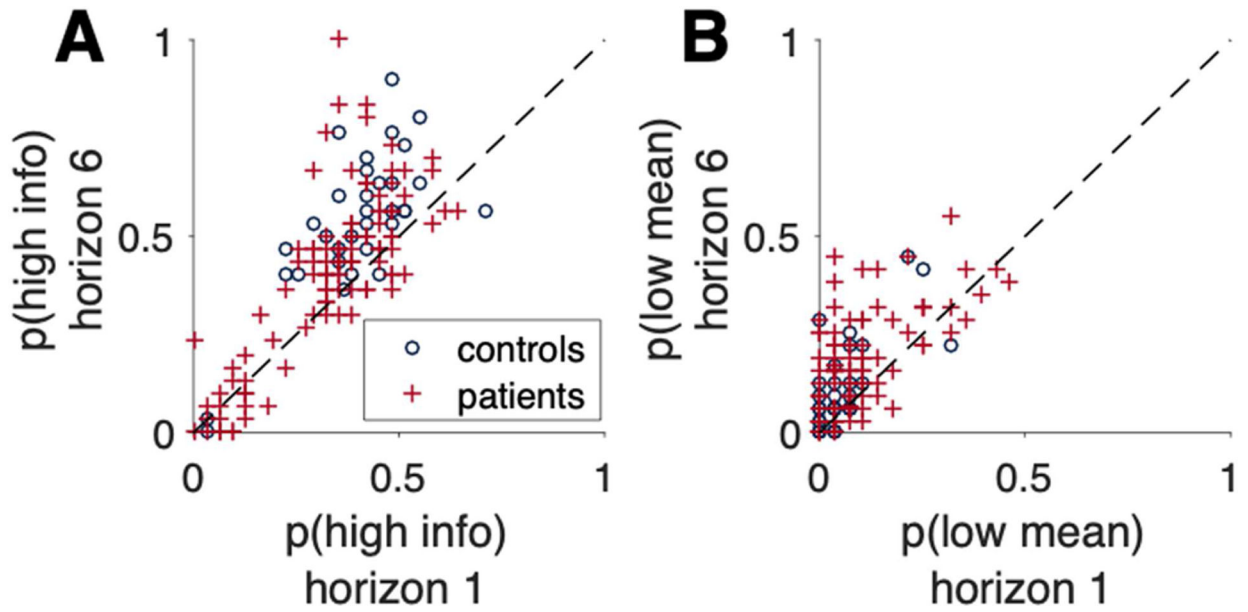 A
p(high info)
horizon 6
1
0.5
0
controls
patients
0
0.5
1
p(high info)
horizon 1
B
p(low mean)
horizon 6
1
0.5
0
0
0.5
1
p(low mean)
horizon 1